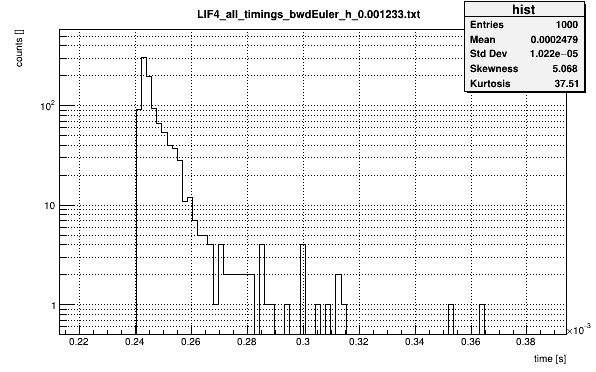 LIF4_all_timings_bwdEuler_h_0.001233.txt
hist
Entries 1000
Mean 0.0002479
Std Dev 1.022e−05
Skewness 5.068
Kurtosis 37.51
counts []
10²
10
1
0.22 0.24 0.26 0.28 0.3 0.32 0.34 0.36 0.38
×10⁻³
time [s]